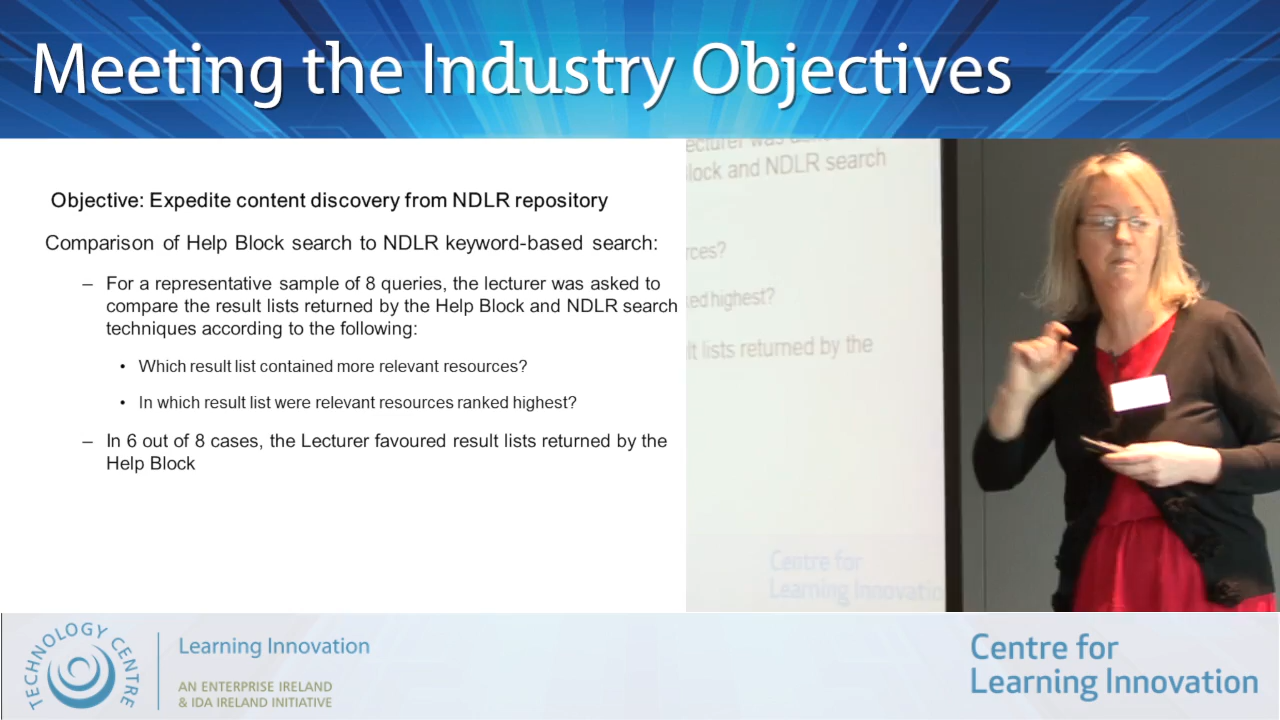 Meeting the Industry Objectives
Objective: Expedite content discovery from NDLR repository
Comparison of Help Block search to NDLR keyword-based search:
– For a representative sample of 8 queries, the lecturer was asked to
compare the result lists returned by the Help Block and NDLR search
techniques according to the following:
• Which result list contained more relevant resources?
• In which result list were relevant resources ranked highest?
– In 6 out of 8 cases, the Lecturer favoured result lists returned by the
Help Block
lecturer was
lock and NDLR search
rces?
ed highest?
lt lists returned by the
Centre for
Learning Innovatio
TECHNOLOGY CENTRE
Learning Innovation
AN ENTERPRISE IRELAND
& IDA IRELAND INITIATIVE
Centre for
Learning Innovation